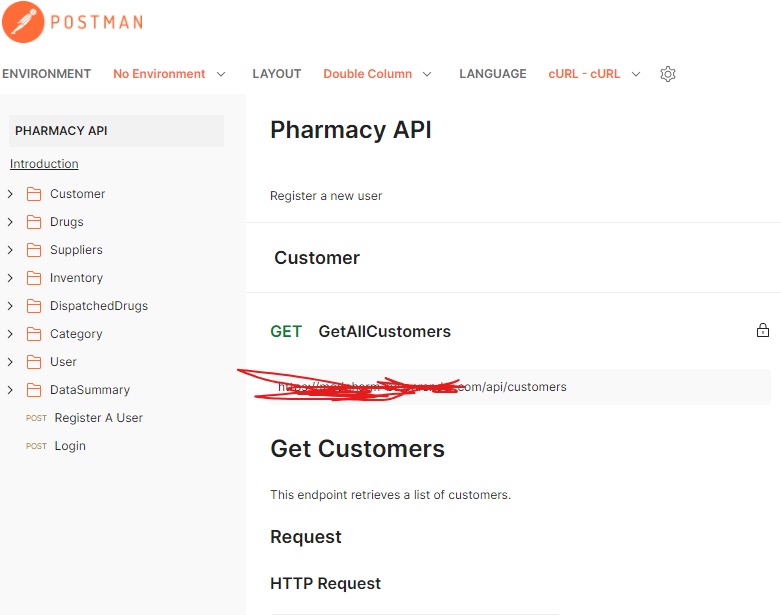 POSTMAN
ENVIRONMENT No Environment LAYOUT Double Column LANGUAGE cURL - cURL
PHARMACY API
Introduction
Customer
Drugs
Suppliers
Inventory
DispatchedDrugs
Category
User
DataSummary
POST Register A User
POST Login
Pharmacy API
Register a new user
Customer
GET GetAllCustomers
.com/api/customers
Get Customers
This endpoint retrieves a list of customers.
Request
HTTP Request